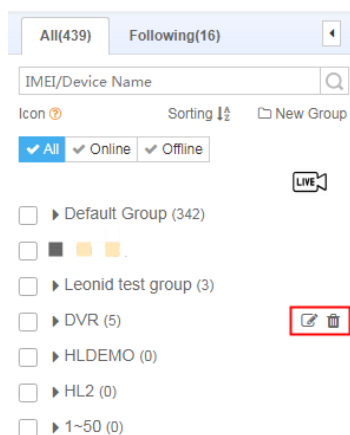 All(439) Following(16)
IMEI/Device Name
Icon Sorting New Group
All Online Offline
LIVE
Default Group (342)
Leonid test group (3)
DVR (5)
HLDEMO (0)
HL2 (0)
1~50 (0)